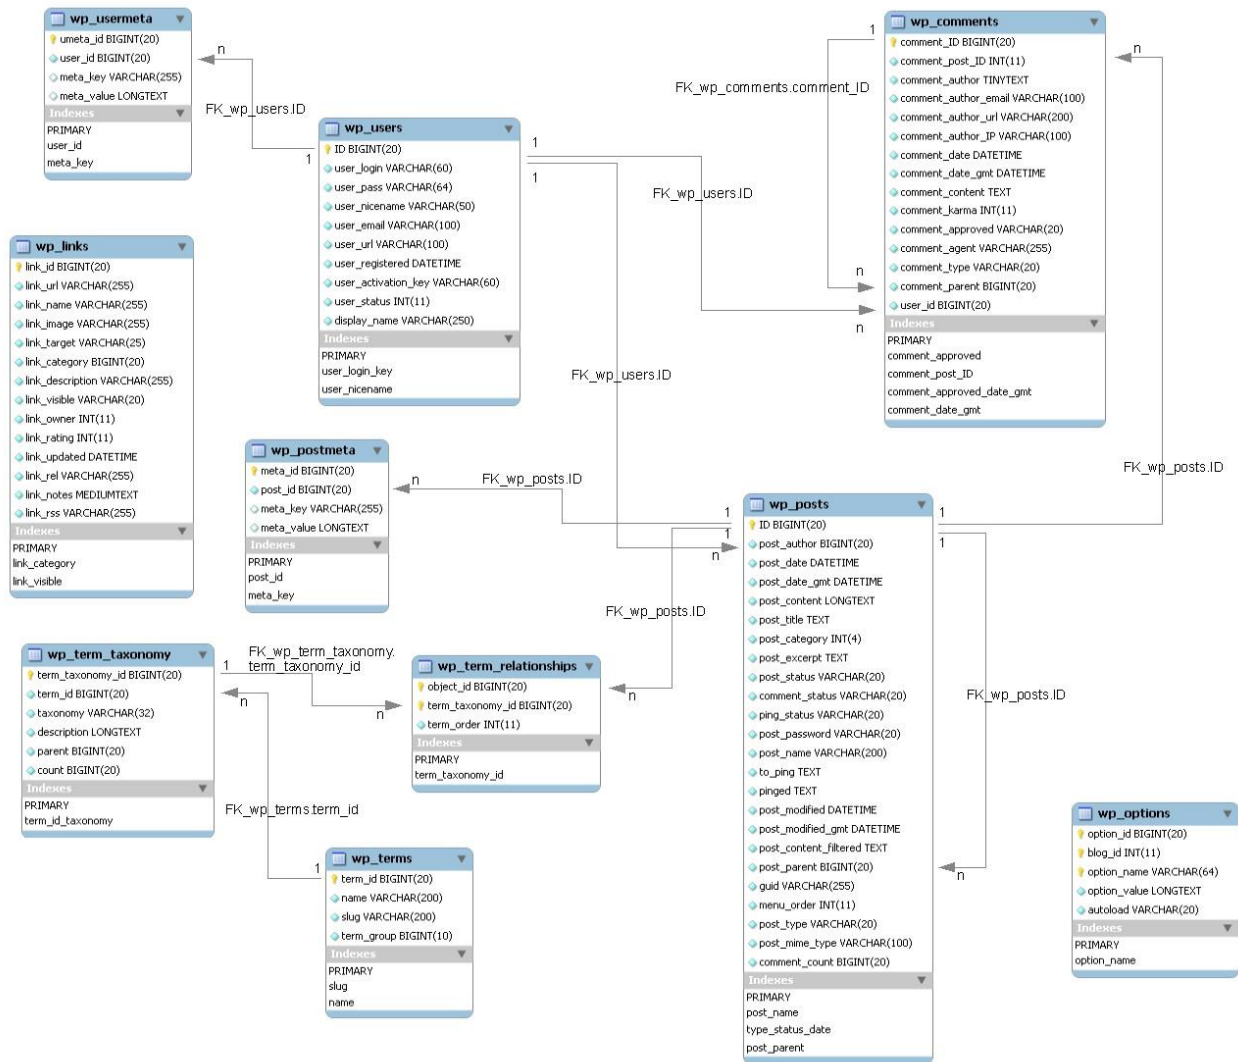 wp_usermeta
umeta_id BIGINT(20)
user_id BIGINT(20)
meta_key VARCHAR(255)
meta_value LONGTEXT
Indexes
PRIMARY
user_id
meta_key
n
FK_wp_users.ID
1
wp_users
ID BIGINT(20)
user_login VARCHAR(60)
user_pass VARCHAR(64)
user_nicename VARCHAR(50)
user_email VARCHAR(100)
user_url VARCHAR(100)
user_registered DATETIME
user_activation_key VARCHAR(60)
user_status INT(11)
display_name VARCHAR(250)
Indexes
PRIMARY
user_login_key
user_nicename
1
1
FK_wp_users.ID
n
FK_wp_users.ID
n
1
FK_wp_comments.comment_ID
n
wp_comments
comment_ID BIGINT(20)
comment_post_ID INT(11)
comment_author TINYTEXT
comment_author_email VARCHAR(100)
comment_author_url VARCHAR(200)
comment_author_IP VARCHAR(100)
comment_date DATETIME
comment_date_gmt DATETIME
comment_content TEXT
comment_karma INT(11)
comment_approved VARCHAR(20)
comment_agent VARCHAR(255)
comment_type VARCHAR(20)
comment_parent BIGINT(20)
user_id BIGINT(20)
Indexes
PRIMARY
comment_approved
comment_post_ID
comment_approved_date_gmt
comment_date_gmt
n
FK_wp_posts.ID
1
wp_links
link_id BIGINT(20)
link_url VARCHAR(255)
link_name VARCHAR(255)
link_image VARCHAR(255)
link_target VARCHAR(25)
link_category BIGINT(20)
link_description VARCHAR(255)
link_visible VARCHAR(20)
link_owner INT(11)
link_rating INT(11)
link_updated DATETIME
link_rel VARCHAR(255)
link_notes MEDIUMTEXT
link_rss VARCHAR(255)
Indexes
PRIMARY
link_category
link_visible
wp_postmeta
meta_id BIGINT(20)
post_id BIGINT(20)
meta_key VARCHAR(255)
meta_value LONGTEXT
Indexes
PRIMARY
post_id
meta_key
n
FK_wp_posts.ID
1
1
FK_wp_posts.ID
n
wp_posts
ID BIGINT(20)
post_author BIGINT(20)
post_date DATETIME
post_date_gmt DATETIME
post_content LONGTEXT
post_title TEXT
post_category INT(4)
post_excerpt TEXT
post_status VARCHAR(20)
comment_status VARCHAR(20)
ping_status VARCHAR(20)
post_password VARCHAR(20)
post_name VARCHAR(200)
to_ping TEXT
pinged TEXT
post_modified DATETIME
post_modified_gmt DATETIME
post_content_filtered TEXT
post_parent BIGINT(20)
guid VARCHAR(255)
menu_order INT(11)
post_type VARCHAR(20)
post_mime_type VARCHAR(100)
comment_count BIGINT(20)
Indexes
PRIMARY
post_name
type_status_date
post_parent
1
FK_wp_posts.ID
n
wp_term_taxonomy
term_taxonomy_id BIGINT(20)
term_id BIGINT(20)
taxonomy VARCHAR(32)
description LONGTEXT
parent BIGINT(20)
count BIGINT(20)
Indexes
PRIMARY
term_id_taxonomy
1
FK_wp_term_taxonomy.
term_taxonomy_id
n
n
FK_wp_terms.term_id
1
wp_term_relationships
object_id BIGINT(20)
term_taxonomy_id BIGINT(20)
term_order INT(11)
Indexes
PRIMARY
term_taxonomy_id
wp_terms
term_id BIGINT(20)
name VARCHAR(200)
slug VARCHAR(200)
term_group BIGINT(10)
Indexes
PRIMARY
slug
name
wp_options
option_id BIGINT(20)
blog_id INT(11)
option_name VARCHAR(64)
option_value LONGTEXT
autoload VARCHAR(20)
Indexes
PRIMARY
option_name